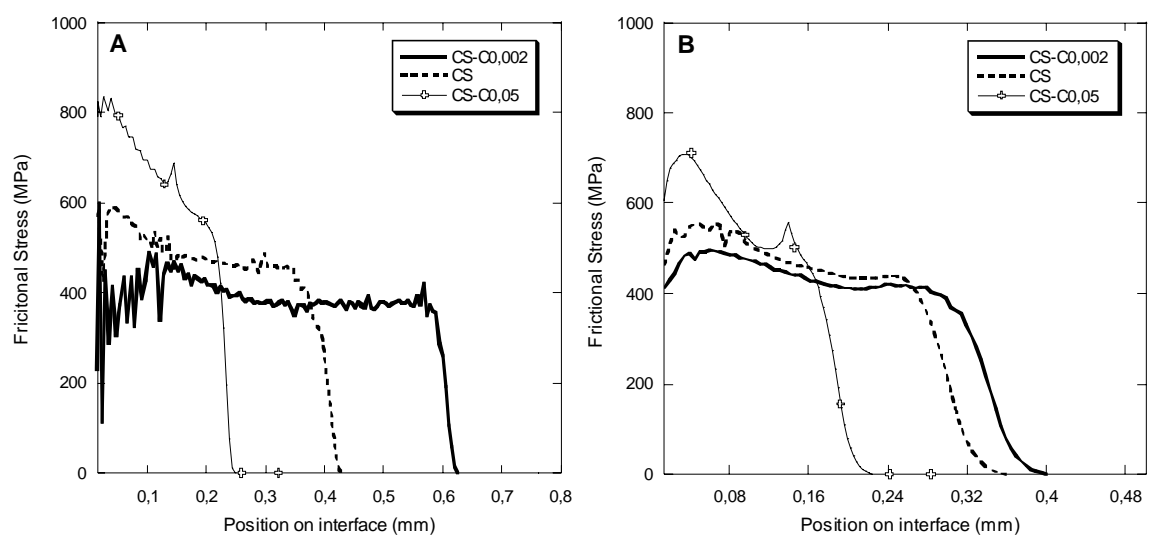 A
CS-C0,002
CS
CS-C0,05
1000
800
600
400
200
0
Fricitonal Stress (MPa)
0,1 0,2 0,3 0,4 0,5 0,6 0,7 0,8
Position on interface (mm)
B
CS-C0,002
CS
CS-C0,05
1000
800
600
400
200
0
Frictional Stress (MPa)
0,08 0,16 0,24 0,32 0,4 0,48
Position on interface (mm)